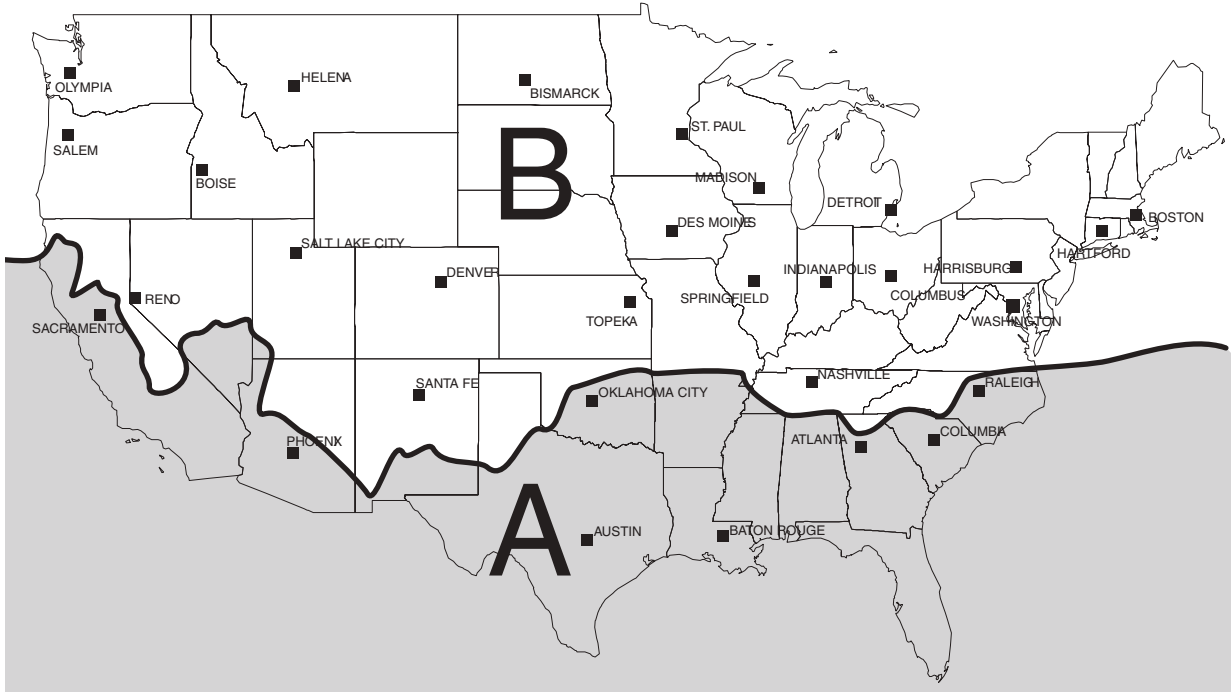 HELENA
OLYMPIA
BISMARCK
ST. PAUL
SALEM
B
MADISON
BOISE
DETROIT
BOSTON
DES MOINES
SALT LAKE CITY
HARTFORD
DENVER
INDIANAPOLIS
HARRISBURG
RENO
SPRINGFIELD
COLUMBUS
TOPEKA
WASHINGTON
SACRAMENTO
NASHVILLE
SANTA FE
RALEIGH
OKLAHOMA CITY
COLUMBIA
PHOENIX
ATLANTA
A
AUSTIN
BATON ROUGE